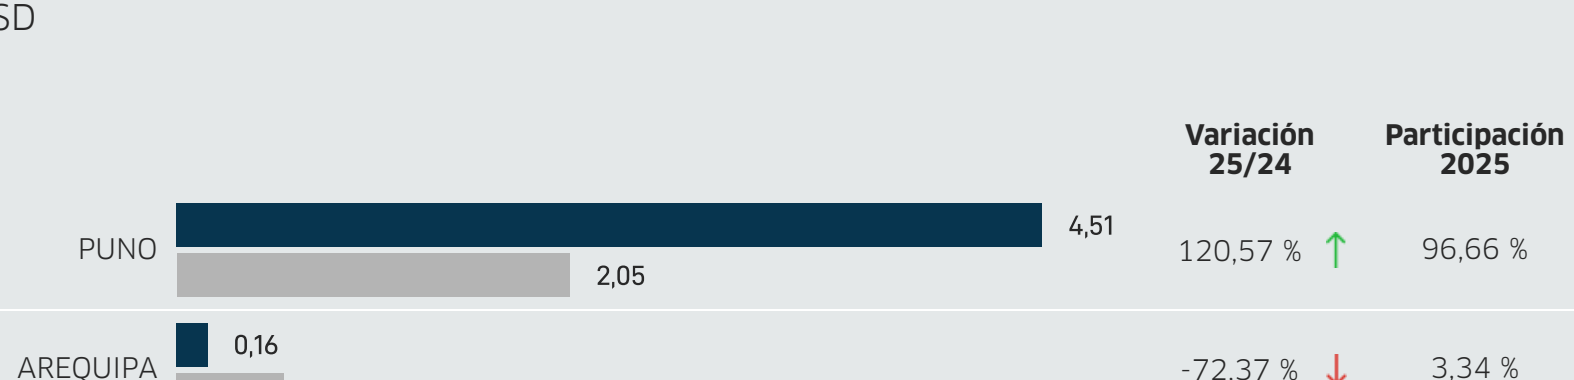 SD
Variación Participación
25/24 2025
4,51
PUNO 120,57 % 96,66 %
2,05
0,16
AREQUIPA -72,37 % 3,34 %